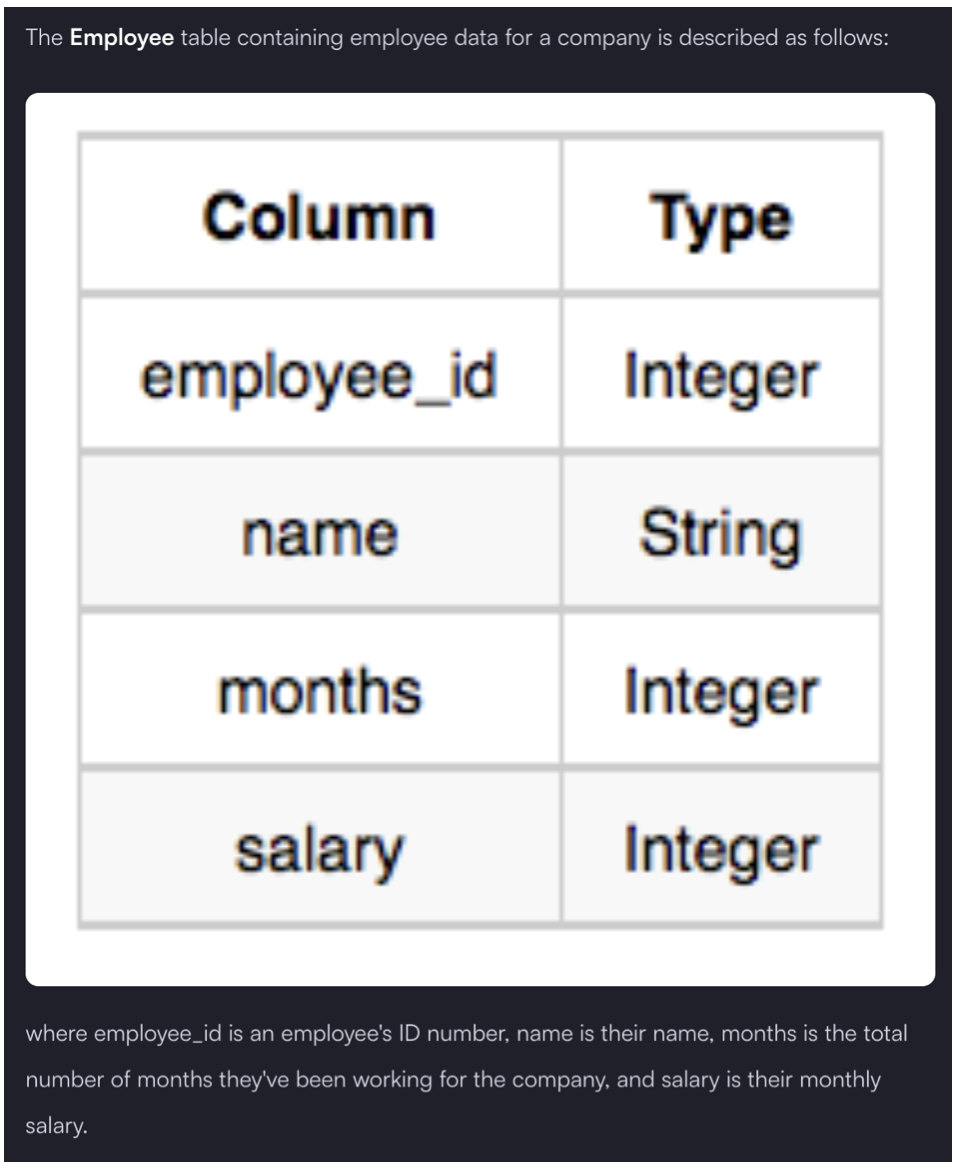 The Employee table containing employee data for a company is described as follows:
Column Type
employee_id Integer
name String
months Integer
salary Integer
where employee_id is an employee's ID number, name is their name, months is the total
number of months they've been working for the company, and salary is their monthly
salary.